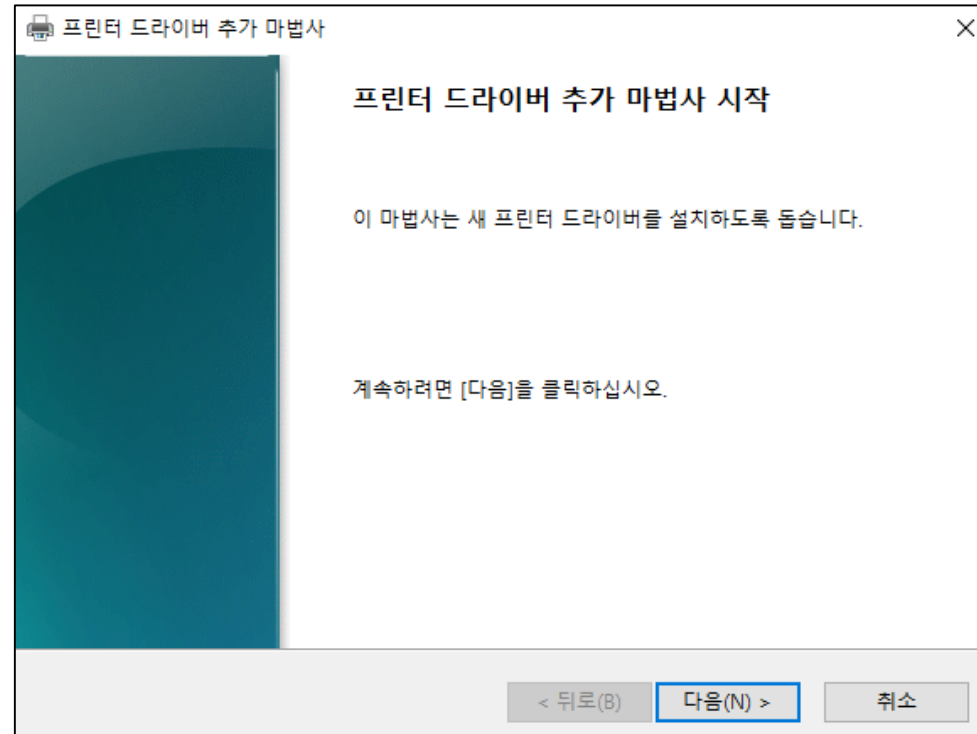 프린터 드라이버 추가 마법사
프린터 드라이버 추가 마법사 시작
이 마법사는 새 프린터 드라이버를 설치하도록 돕습니다.
계속하려면 [다음]을 클릭하십시오.
< 뒤로(B) 다음(N) > 취소